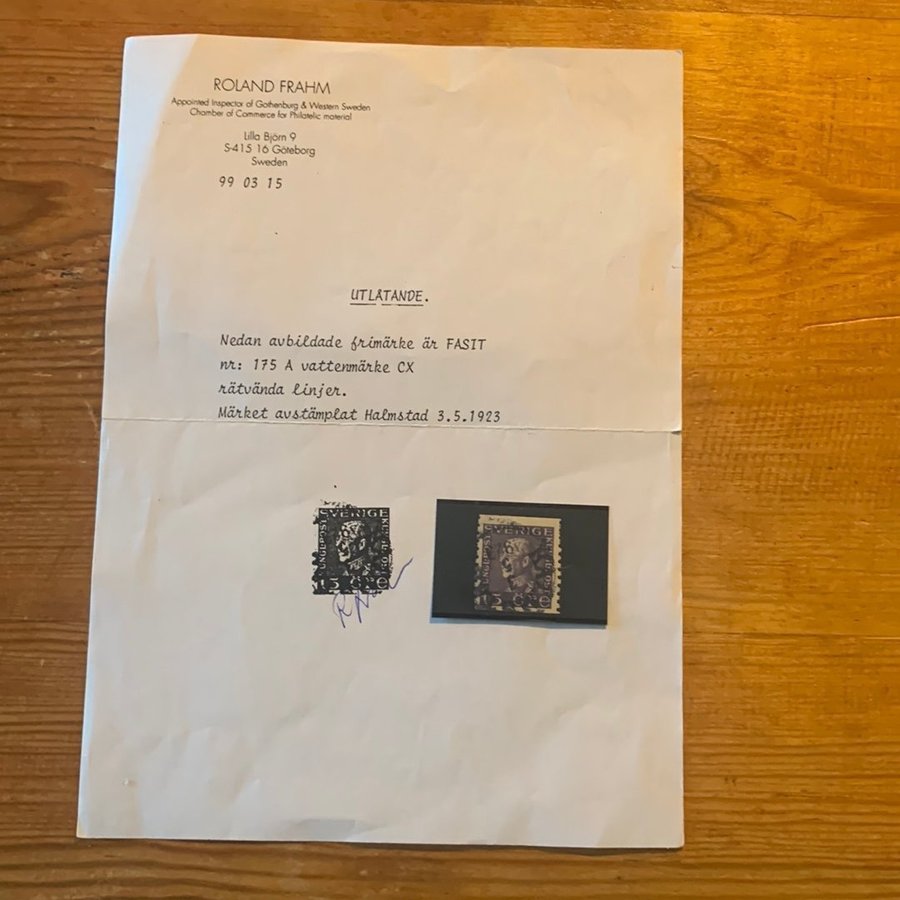 ROLAND FRAHM
Appointed Inspector of Gothenburg & Western Sweden
Chamber of Commerce for Philatelic material
Lilla Björn 9
S-415 16 Göteborg
Sweden
99 03 15
UTLÅTANDE.
Nedan avbildade frimärke är FASIT
nr: 175 A vattenmärke CX
rätvända linjer.
Märket avstämplat Halmstad 3.5.1923
SVERIGE
SVERIGE